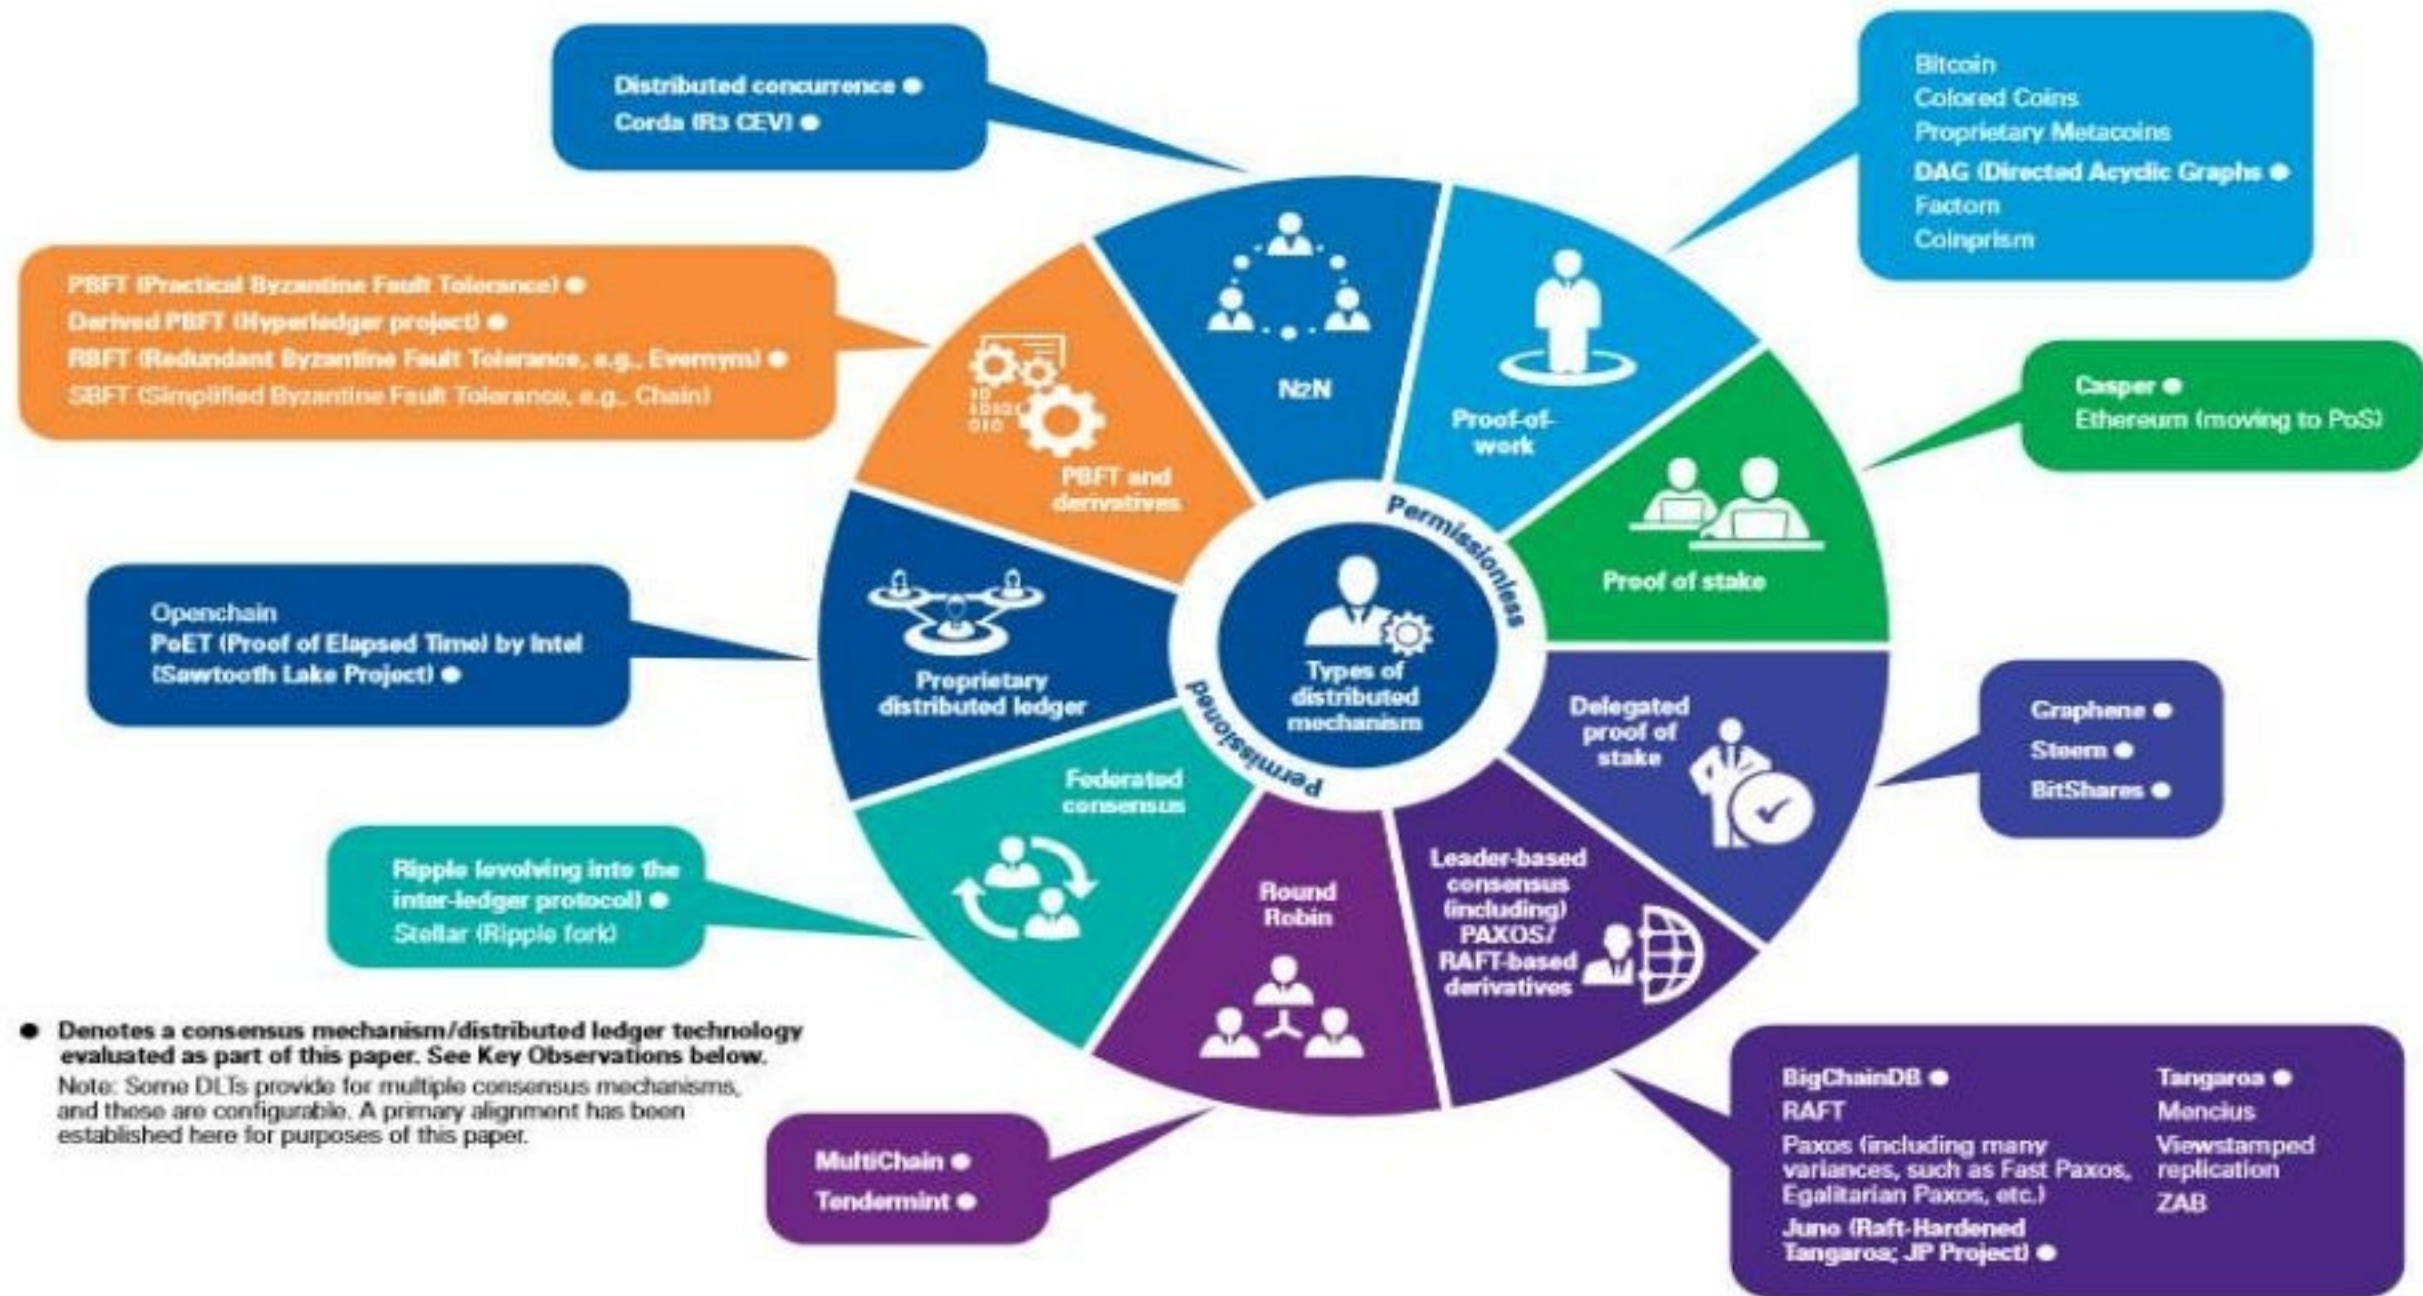 Distributed concurrence ●
Corda (R3 CEV) ●
Bitcoin
Colored Coins
Proprietary Metacoins
DAG (Directed Acyclic Graphs ●
Factom
Coinprism
PBFT (Practical Byzantine Fault Tolerance) ●
Derived PBFT (Hyperledger project) ●
RBFT (Redundant Byzantine Fault Tolerance, e.g., Evernym) ●
SBFT (Simplified Byzantine Fault Tolerance, e.g., Chain)
Casper ●
Ethereum (moving to PoS)
N2N
Proof-of-
work
PBFT and
derivatives
Proof of stake
Permissionless
Types of
distributed
mechanism
Permissioned
Openchain
PoET (Proof of Elapsed Time) by Intel
(Sawtooth Lake Project) ●
Proprietary
distributed ledger
Delegated
proof of
stake
Graphene ●
Steem ●
BitShares ●
Federated
consensus
Ripple (evolving into the
inter-ledger protocol) ●
Stellar (Ripple fork)
Round
Robin
Leader-based
consensus
(including)
PAXOS/
RAFT-based
derivatives
● Denotes a consensus mechanism/distributed ledger technology
evaluated as part of this paper. See Key Observations below.
Note: Some DLTs provide for multiple consensus mechanisms,
and these are configurable. A primary alignment has been
established here for purposes of this paper.
MultiChain ●
Tendermint ●
BigChainDB ●
RAFT
Paxos (including many
variances, such as Fast Paxos,
Egalitarian Paxos, etc.)
Juno (Raft-Hardened
Tangaroa; JP Project) ●
Tangaroa ●
Mencius
Viewstamped
replication
ZAB